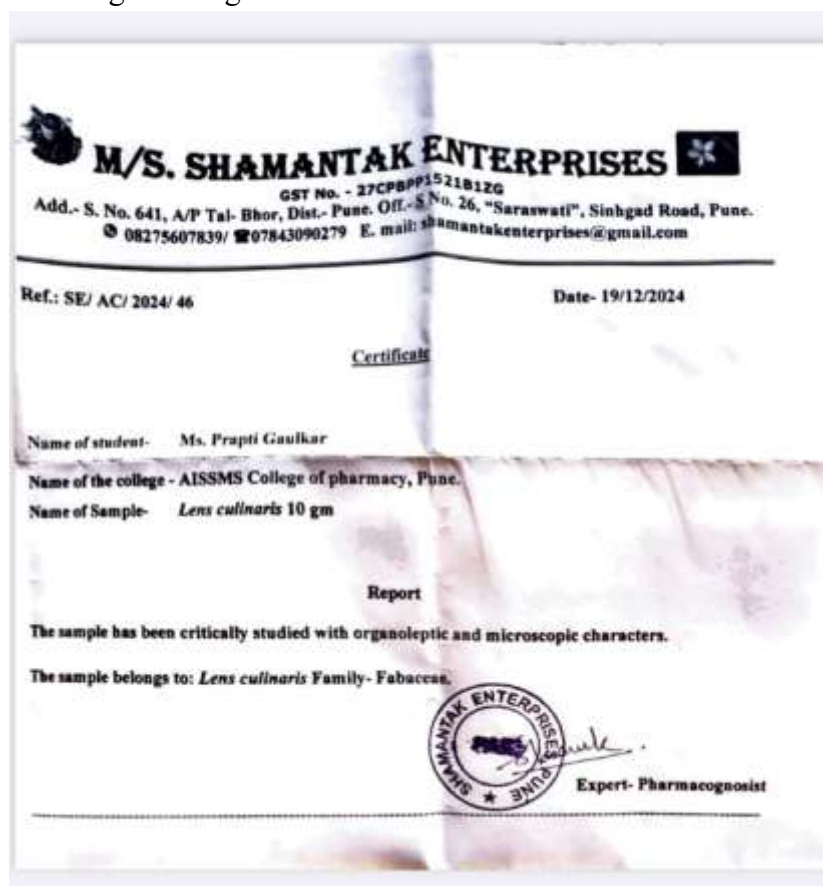 M/S. SHAMANTAK ENTERPRISES
GST No. - 27CPBPP1521B1ZG
Add.- S. No. 641, A/P Tal- Bhor, Dist.- Pune. Off.- S No. 26, "Saraswati", Sinhgad Road, Pune.
08275607839/ 07843090279 E. mail: shamantakenterprises@gmail.com
Ref.: SE/ AC/ 2024/ 46 Date- 19/12/2024
Certificate
Name of student- Ms. Prapti Gaulkar
Name of the college - AISSMS College of pharmacy, Pune.
Name of Sample- Lens culinaris 10 gm
Report
The sample has been critically studied with organoleptic and microscopic characters.
The sample belongs to: Lens culinaris Family- Fabaceae.
SHAMANTAK ENTERPRISES PUNE
Expert- Pharmacognosist